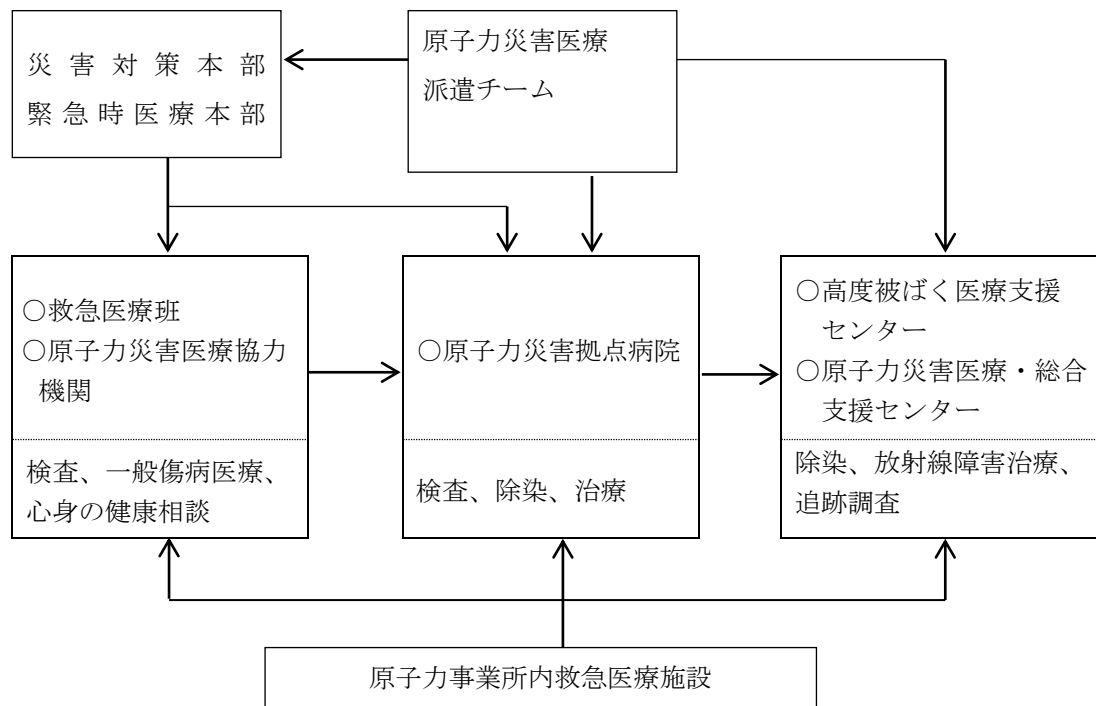 災害対策本部
緊急時医療本部
原子力災害医療
派遣チーム
○救急医療班
○原子力災害医療協力
機関
検査、一般傷病医療、
心身の健康相談
○原子力災害拠点病院
検査、除染、治療
○高度被ばく医療支援
センター
○原子力災害医療・総合
支援センター
除染、放射線障害治療、
追跡調査
原子力事業所内救急医療施設